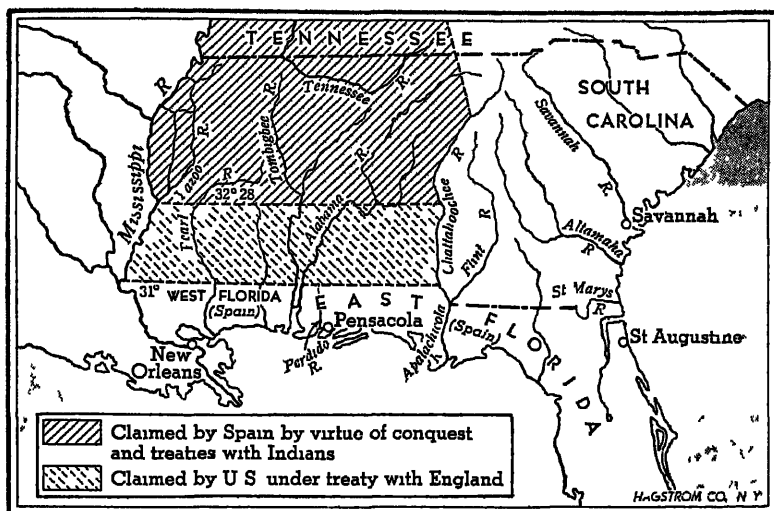 TENNESSEE
Mississippi R
Yazoo R.
Tombigbee R.
Tennessee R.
SOUTH
CAROLINA
Savannah R.
32° 28
Pearl R
Alabama R.
Chattahoochee R
Flint R
Altamaha R
Savannah
31°
WEST FLORIDA
(Spain)
EAST FLORIDA
(Spain)
St Marys R
Pensacola
Perdido R.
Apalachicola R
New
Orleans
St Augustine
Claimed by Spain by virtue of conquest
and treaties with Indians
Claimed by U S under treaty with England
HAGSTROM CO, N Y